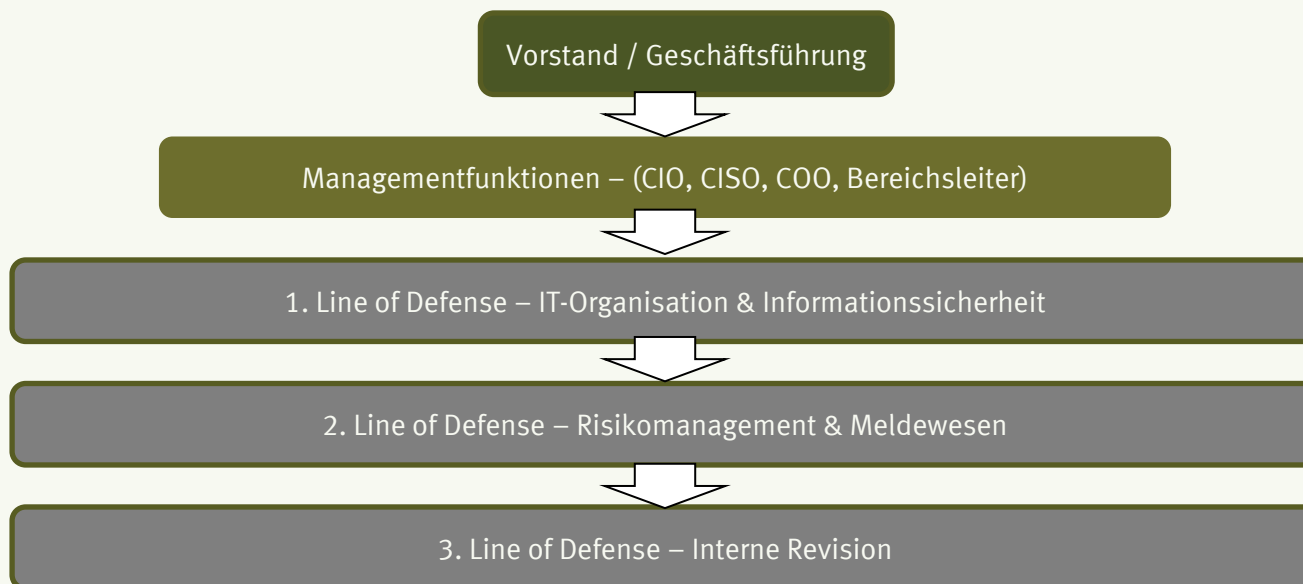 Vorstand / Geschäftsführung
Managementfunktionen – (CIO, CISO, COO, Bereichsleiter)
1. Line of Defense – IT-Organisation & Informationssicherheit
2. Line of Defense – Risikomanagement & Meldewesen
3. Line of Defense – Interne Revision